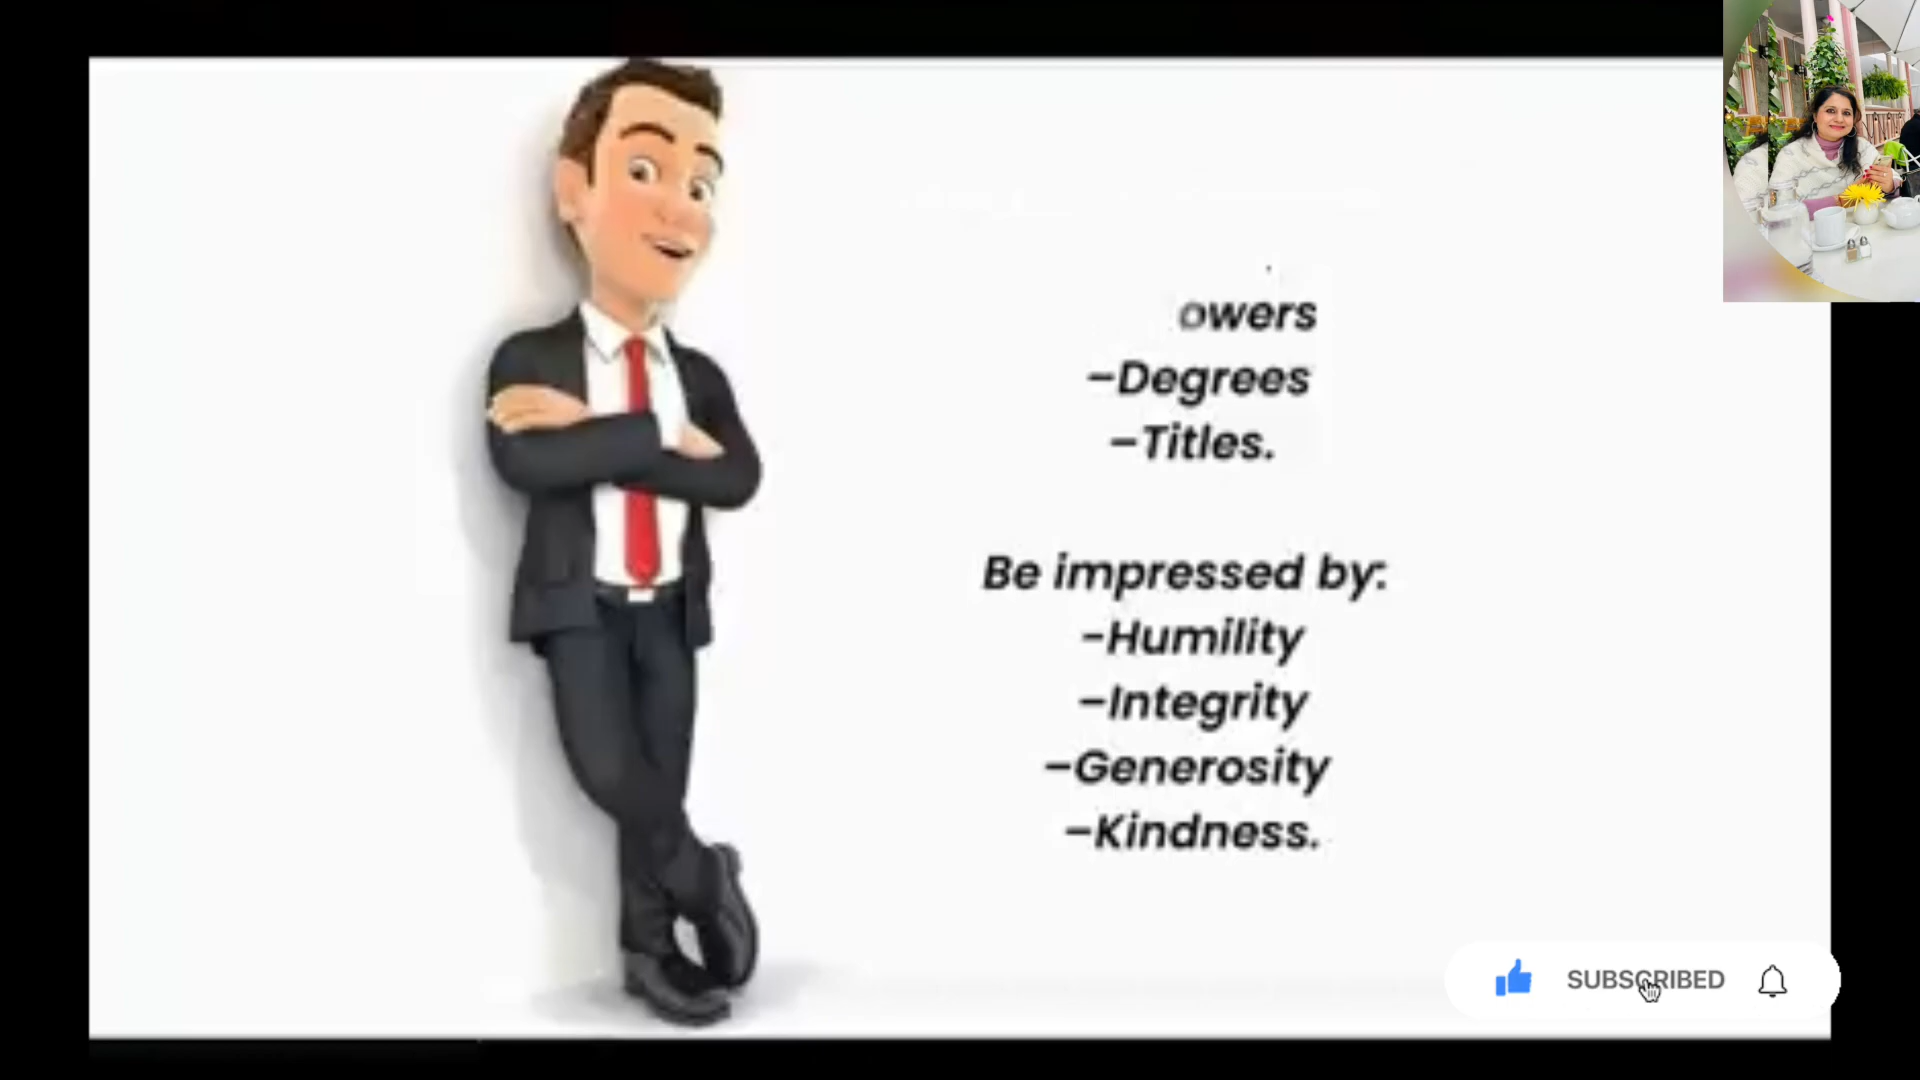 owers
–Degrees
–Titles.
Be impressed by:
–Humility
–Integrity
–Generosity
–Kindness.
SUBSCRIBED